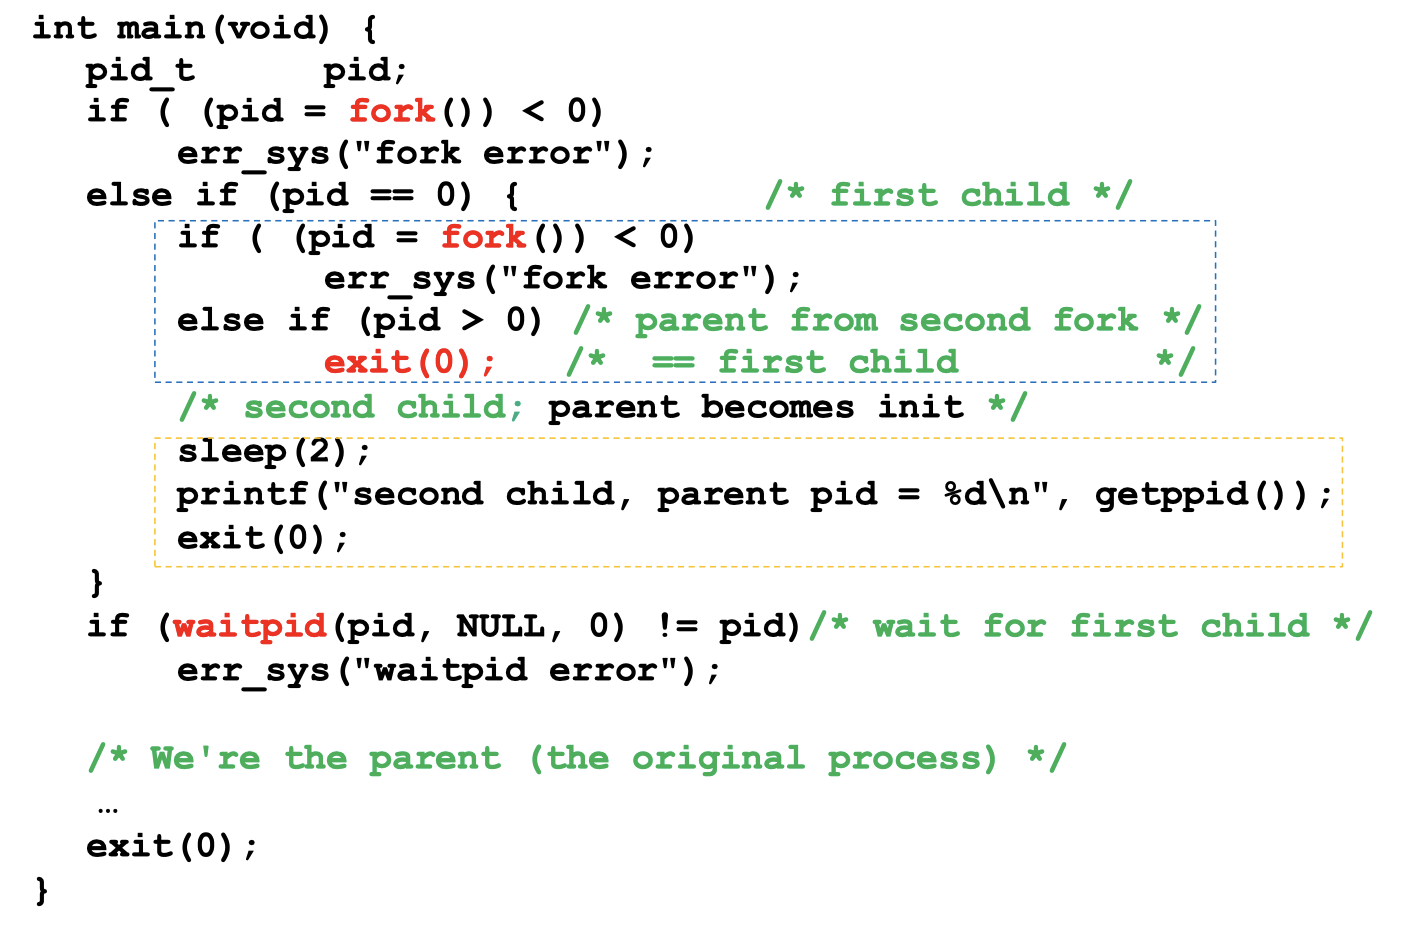 int main(void) {
pid_t pid;
if ( (pid = fork()) < 0)
err_sys("fork error");
else if (pid == 0) { /* first child */
if ( (pid = fork()) < 0)
err_sys("fork error");
else if (pid > 0) /* parent from second fork */
exit(0); /* == first child */
/* second child; parent becomes init */
sleep(2);
printf("second child, parent pid = %d\n", getppid());
exit(0);
}
if (waitpid(pid, NULL, 0) != pid)/* wait for first child */
err_sys("waitpid error");
/* We're the parent (the original process) */
…
exit(0);
}